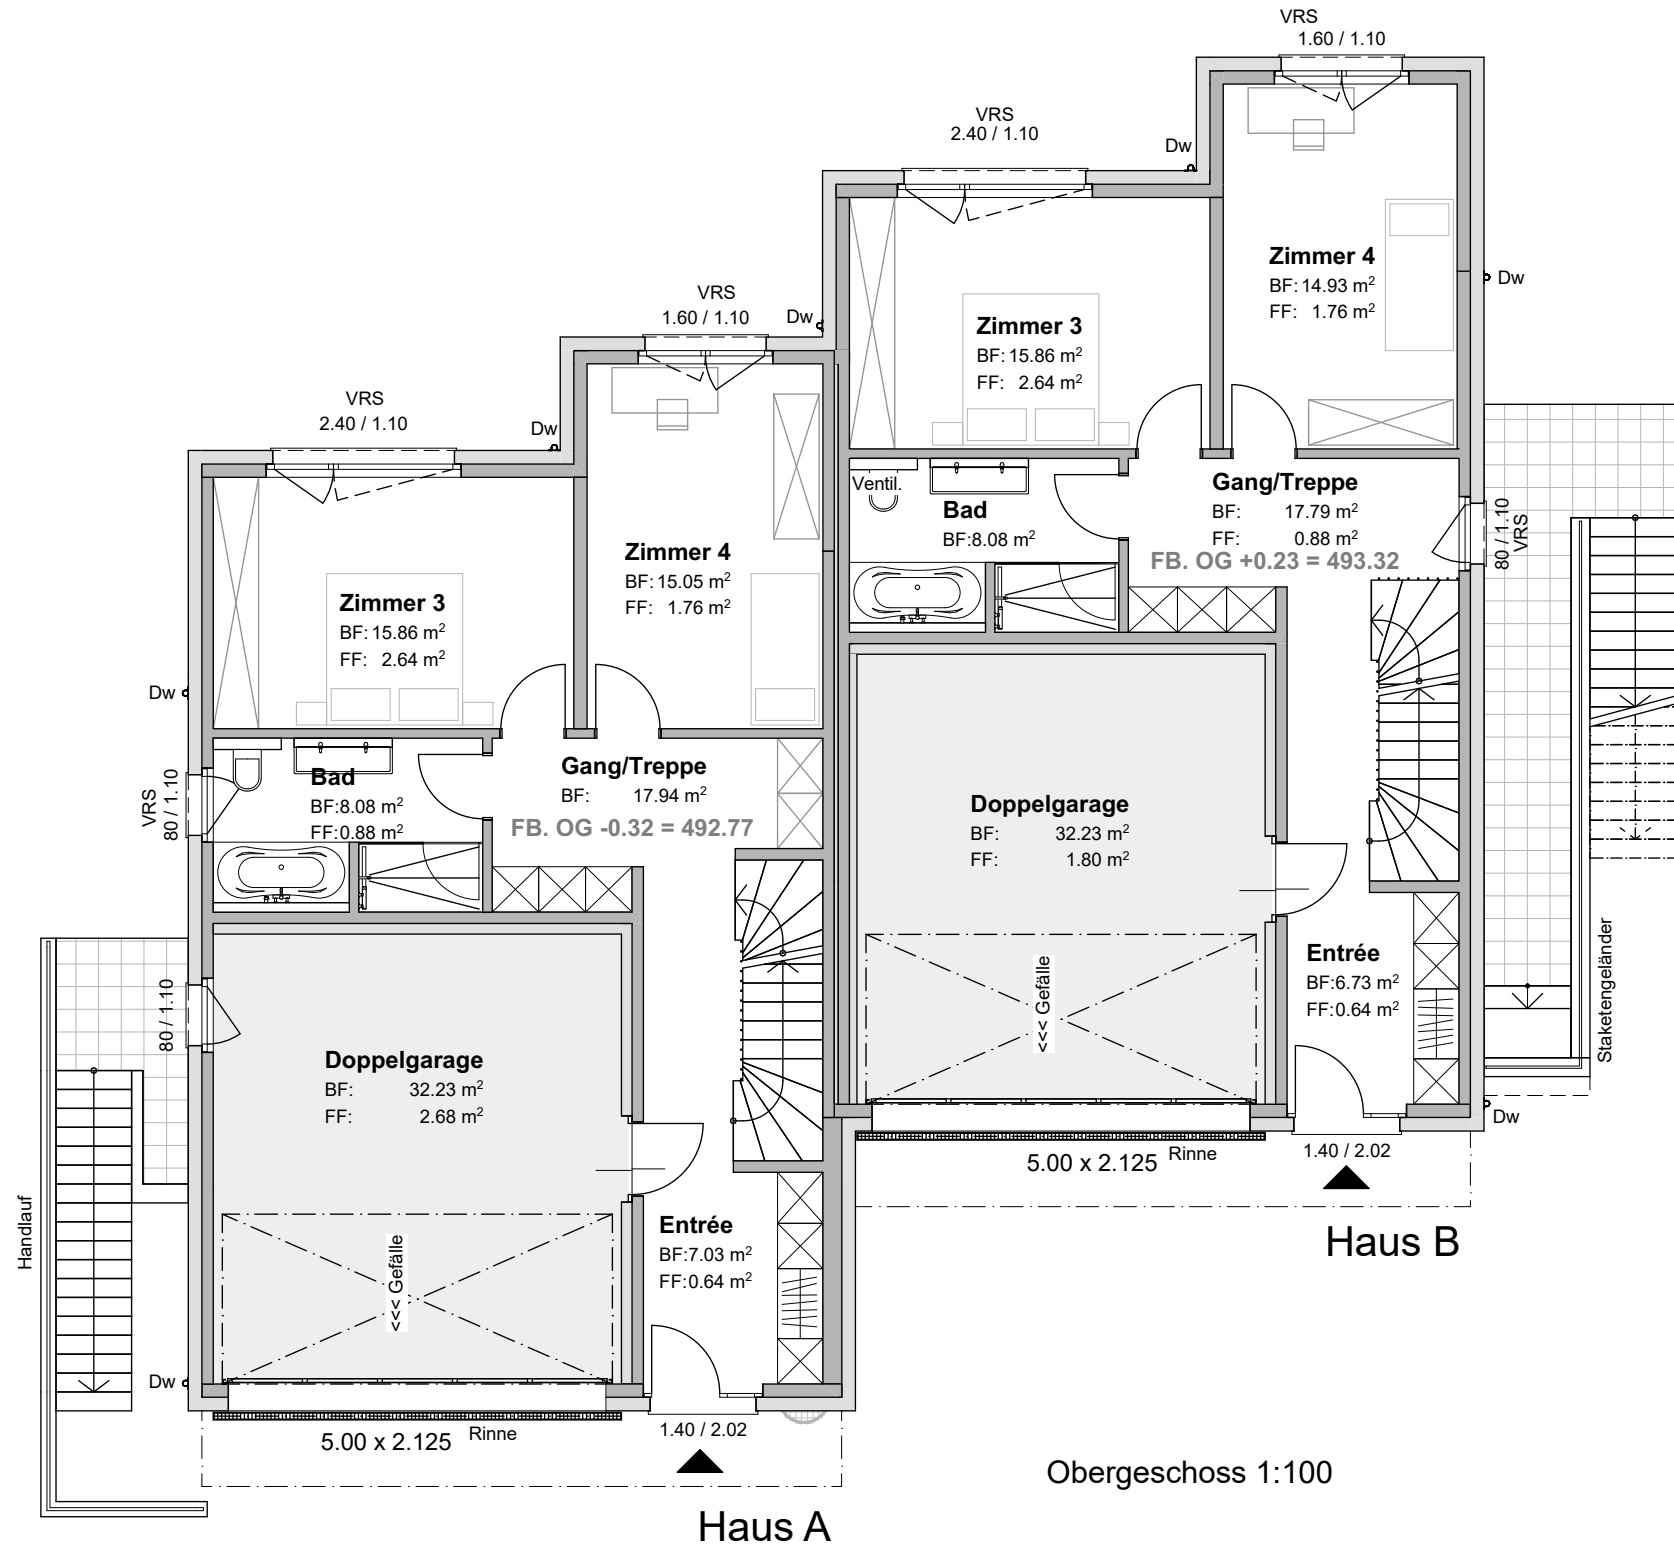 VRS
1.60 / 1.10
VRS
2.40 / 1.10
Dw
Zimmer 4
BF: 14.93 m²
FF: 1.76 m²
Dw
Zimmer 3
BF: 15.86 m²
FF: 2.64 m²
VRS
1.60 / 1.10
Dw
VRS
2.40 / 1.10
Dw
Ventil.
Bad
BF:8.08 m²
Gang/Treppe
BF: 17.79 m²
FF: 0.88 m²
FB. OG +0.23 = 493.32
80 / 1.10
VRS
Zimmer 4
BF: 15.05 m²
FF: 1.76 m²
Zimmer 3
BF: 15.86 m²
FF: 2.64 m²
Dw
Bad
BF:8.08 m²
FF:0.88 m²
VRS
80 / 1.10
Gang/Treppe
BF: 17.94 m²
FB. OG -0.32 = 492.77
Doppelgarage
BF: 32.23 m²
FF: 1.80 m²
<<< Gefälle
Entrée
BF:6.73 m²
FF:0.64 m²
Staketengeländer
80 / 1.10
Doppelgarage
BF: 32.23 m²
FF: 2.68 m²
Dw
5.00 x 2.125
Rinne
1.40 / 2.02
Haus B
Handlauf
<<< Gefälle
Entrée
BF:7.03 m²
FF:0.64 m²
Dw
5.00 x 2.125
Rinne
1.40 / 2.02
Obergeschoss 1:100
Haus A